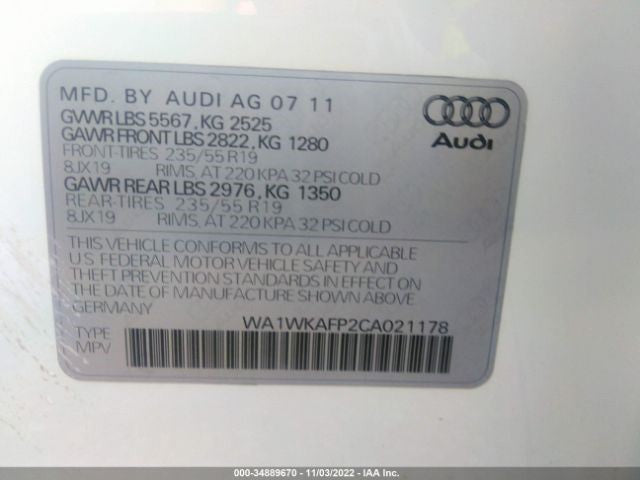 MFD. BY AUDI AG 07 11
GVWR LBS 5567, KG 2525
GAWR FRONT LBS 2822, KG 1280
FRONT-TIRES 235/55 R19
8JX19 RIMS, AT 220 KPA 32 PSI COLD
GAWR REAR LBS 2976, KG 1350
REAR-TIRES 235/55 R19
8JX19 RIMS, AT 220 KPA 32 PSI COLD
Audi
THIS VEHICLE CONFORMS TO ALL APPLICABLE
U.S. FEDERAL MOTOR VEHICLE SAFETY AND
THEFT PREVENTION STANDARDS IN EFFECT ON
THE DATE OF MANUFACTURE SHOWN ABOVE.
GERMANY
WA1WKAFP2CA021178
TYPE
MPV
000-34889670 - 11/03/2022 - IAA Inc.